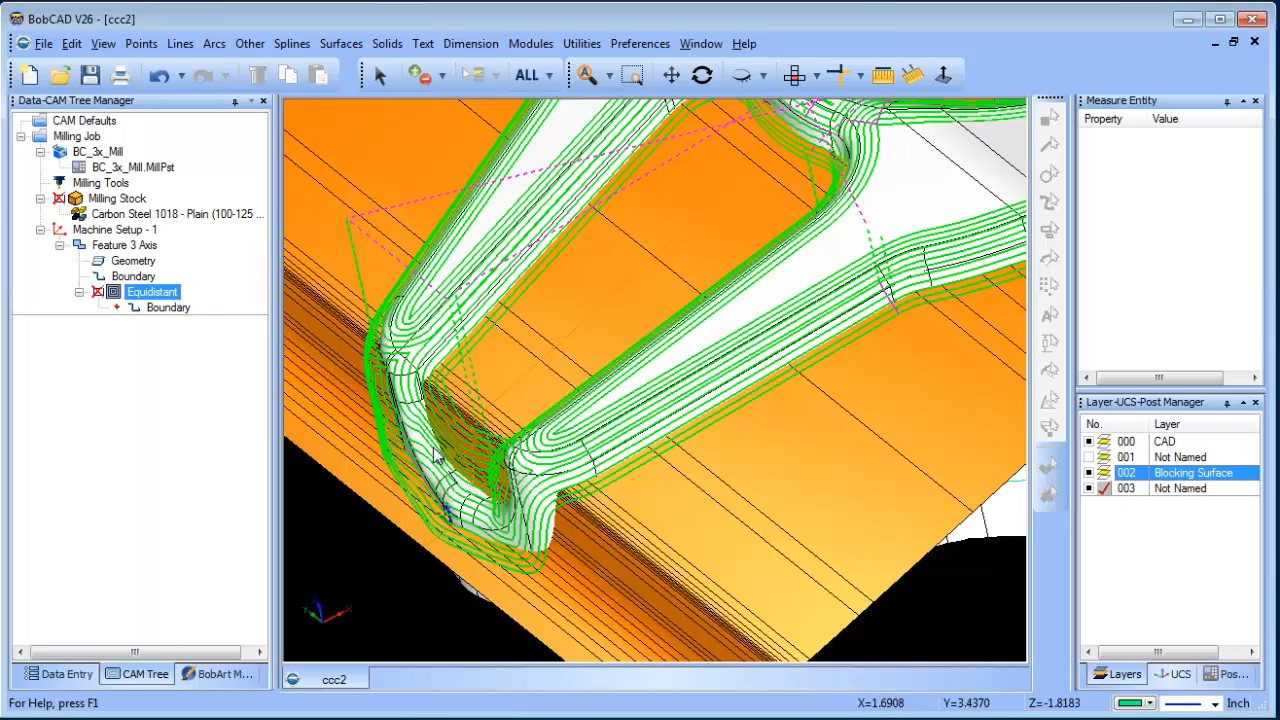 BobCAD V26 - [ccc2]
File Edit View Points Lines Arcs Other Splines Surfaces Solids Text Dimension Modules Utilities Preferences Window Help
ALL
Data-CAM Tree Manager
CAM Defaults
Milling Job
BC_3x_Mill
BC_3x_Mill.MillPst
Milling Tools
Milling Stock
Carbon Steel 1018 - Plain (100-125 ...
Machine Setup - 1
Feature 3 Axis
Geometry
Boundary
Equidistant
Boundary
Data Entry CAM Tree BobArt M...
ccc2
Measure Entity
Property Value
Layer-UCS-Post Manager
No. Layer
000 CAD
001 Not Named
002 Blocking Surface
003 Not Named
Layers UCS Pos...
For Help, press F1
X=1.6908 Y=3.4370 Z=-1.8183 Inch